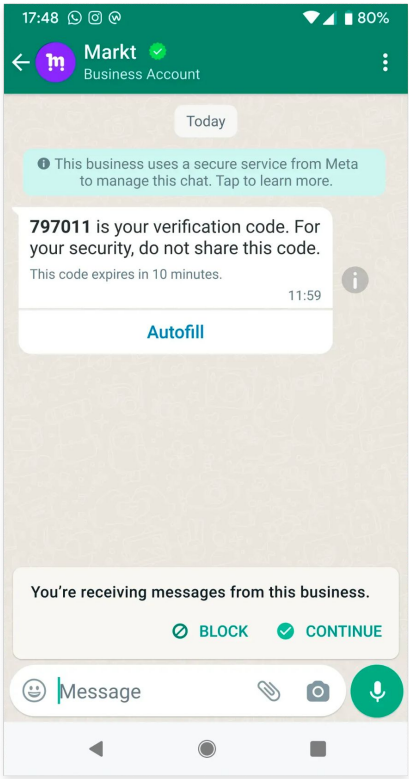 17:48 80%
Markt
Business Account
Today
This business uses a secure service from Meta
to manage this chat. Tap to learn more.
797011 is your verification code. For
your security, do not share this code.
This code expires in 10 minutes.
11:59
Autofill
You’re receiving messages from this business.
BLOCK CONTINUE
Message